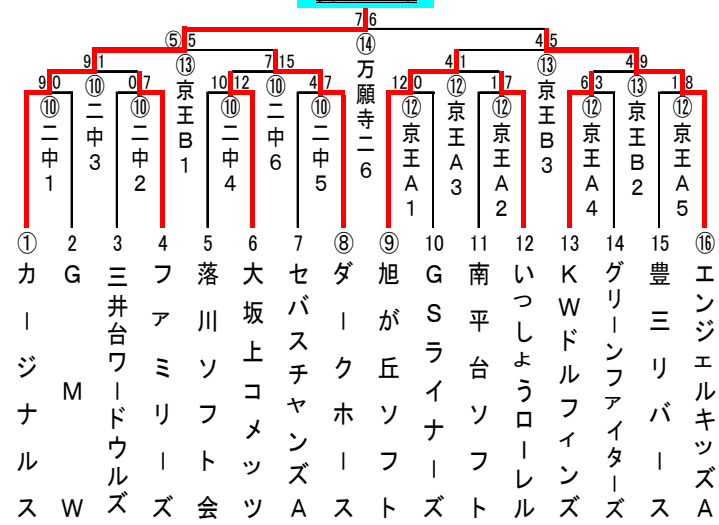 7 6
⑤ 5 ⑭ 4 5
9 1 ⑬ 7 15 万願寺二6 4 1 ⑬ 4 9
9 0 ⑩ 0 7 京王B1 10 12 ⑩ 4 7 12 0 ⑫ 1 7 京王B3 6 3 ⑬ 1 8
⑩ 二中3 ⑩ ⑩ 二中6 ⑩ ⑫ 京王A3 ⑫ ⑫ 京王B2 ⑫
二中1 二中2 二中4 二中5 京王A1 京王A2 京王A4 京王A5
① カージナルス
2 GMW
3 三井台ワードウルズ
4 ファミリーズ
5 落川ソフト会
6 大坂上コメッツ
7 セバスチャンズA
⑧ ダークホース
⑨ 旭が丘ソフト
10 GSライナーズ
11 南平台ソフト
12 いっしょうローレル
13 KWドルフィンズ
14 グリーンファイターズ
15 豊三リバース
⑯ エンジェルキッズA